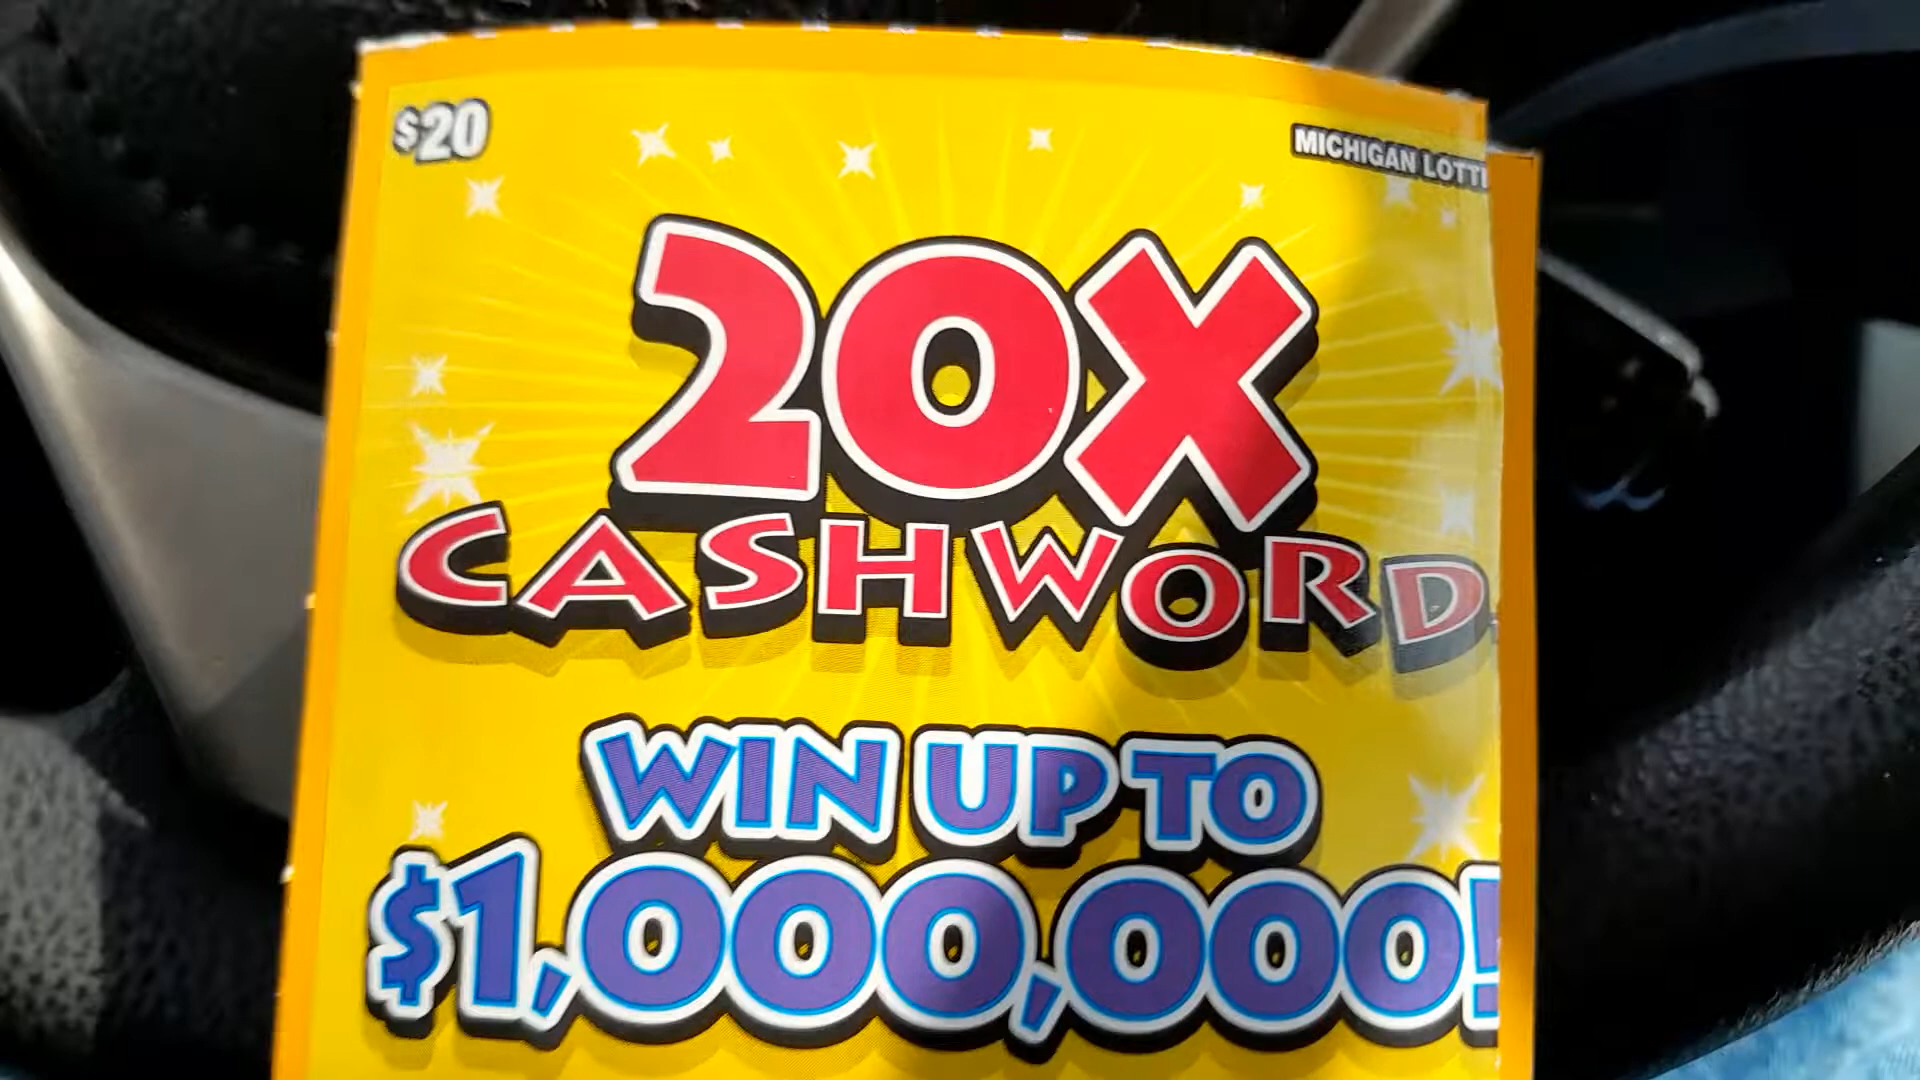 $20
MICHIGAN LOTT
20X
CASHWORD
WIN UP TO
$1,000,000!